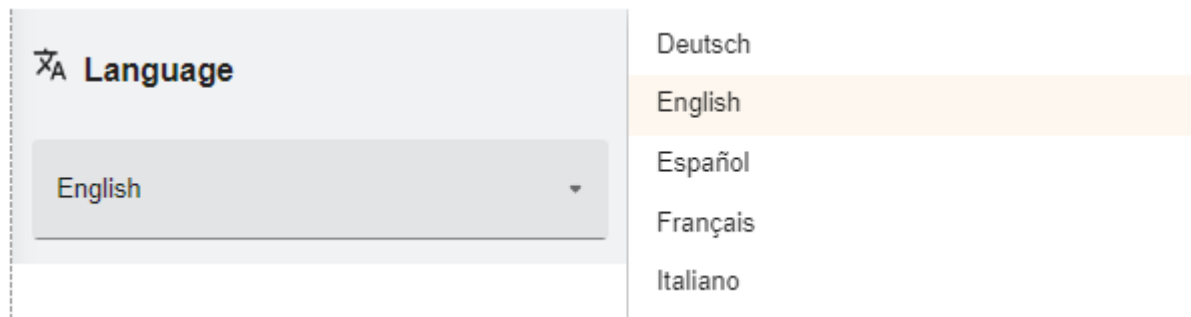 Language
English
Deutsch
English
Español
Français
Italiano